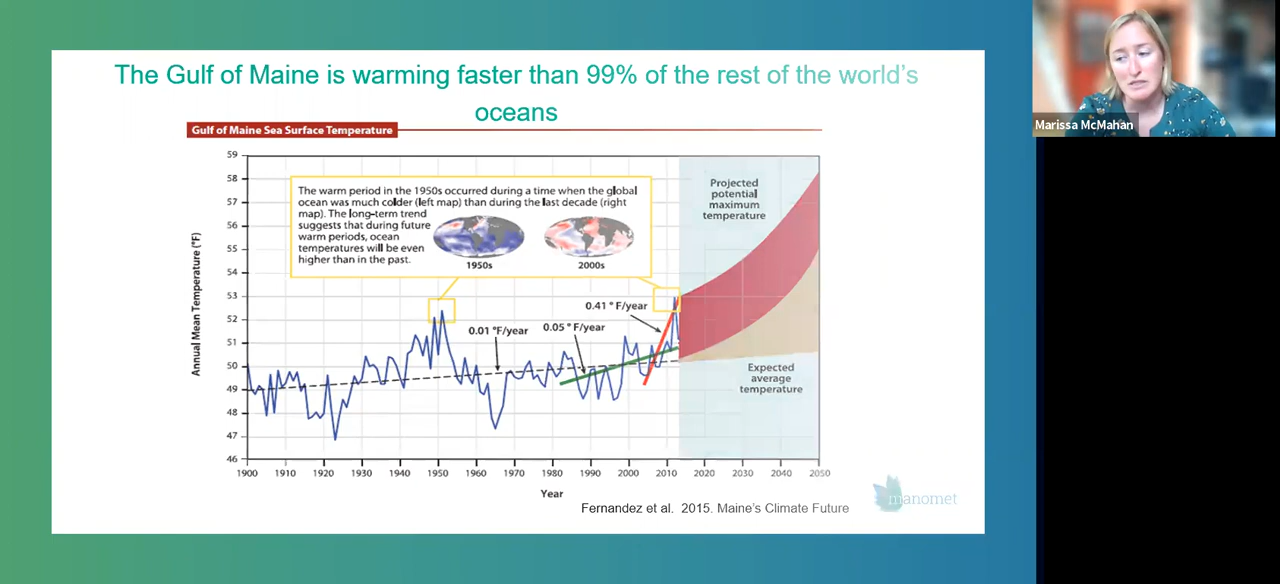 The Gulf of Maine is warming faster than 99% of the rest of the world's
oceans
Marissa McMahan
Gulf of Maine Sea Surface Temperature
59
58
57
56
55
54
53
52
51
50
49
48
47
46
Annual Mean Temperature (°F)
The warm period in the 1950s occurred during a time when the global
ocean was much colder (left map) than during the last decade (right
map). The long-term trend
suggests that during future
warm periods, ocean
temperatures will be even
higher than in the past.
1950s
2000s
Projected
potential
maximum
temperature
0.01 °F/year
0.05 °F/year
0.41 °F/year
Expected
average
temperature
1900 1910 1920 1930 1940 1950 1960 1970 1980 1990 2000 2010 2020 2030 2040 2050
Year
Fernandez et al. 2015. Maine's Climate Future
manomet